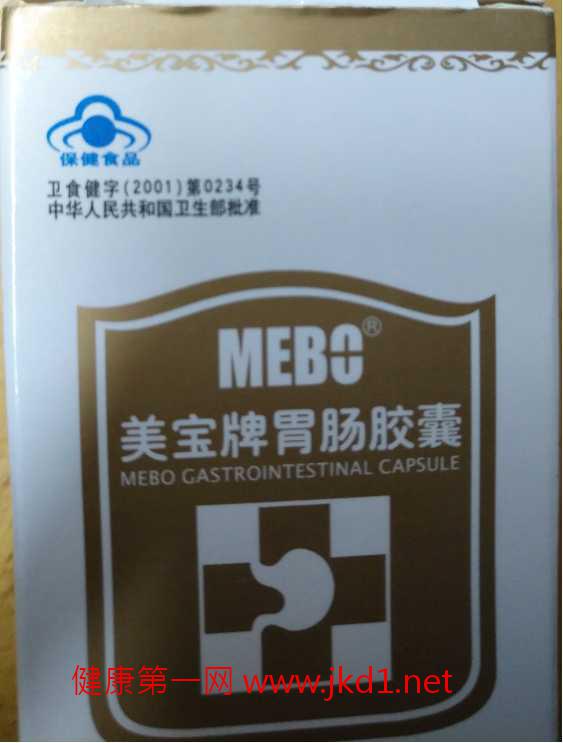 保健食品
卫食健字(2001)第0234号
中华人民共和国卫生部批准
MEBO®
美宝牌胃肠胶囊
MEBO GASTROINTESTINAL CAPSULE
健康第一网 www.jkd1.net